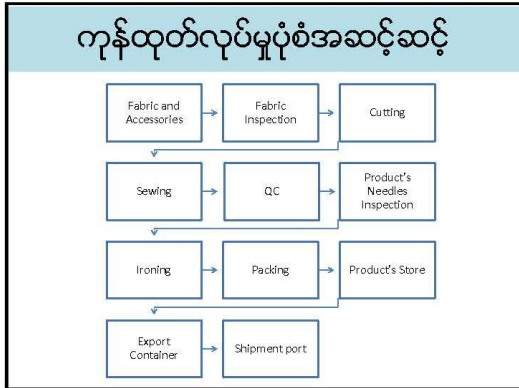 ကုန်ထုတ်လုပ်မှုပုံစံအဆင့်ဆင့်
Fabric and
Accessories
Fabric
Inspection
Cutting
Sewing
QC
Product's
Needles
Inspection
Ironing
Packing
Product's Store
Export
Container
Shipment port